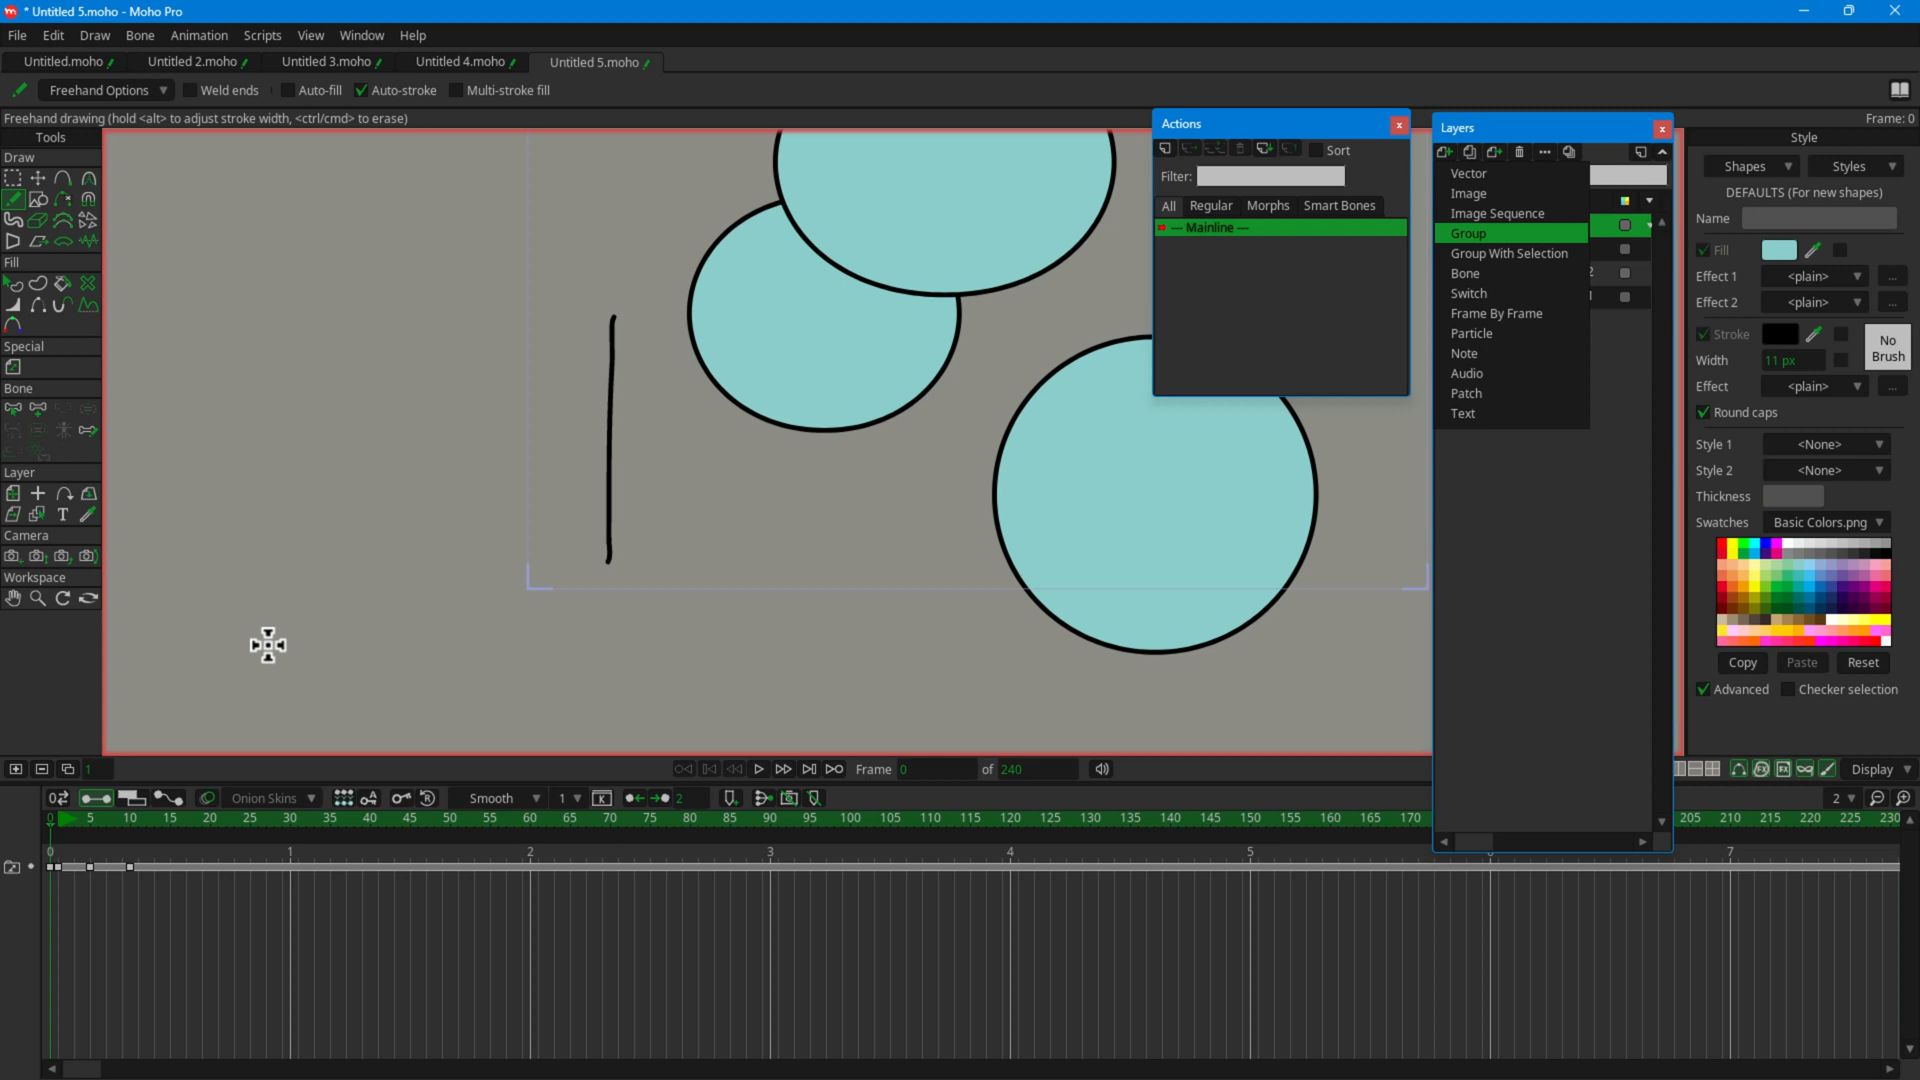 * Untitled 5.moho - Moho Pro
File Edit Draw Bone Animation Scripts View Window Help
Untitled.moho Untitled 2.moho Untitled 3.moho Untitled 4.moho Untitled 5.moho
Freehand Options Weld ends Auto-fill Auto-stroke Multi-stroke fill
Freehand drawing (hold <alt> to adjust stroke width, <ctrl/cmd> to erase) Frame: 0
Tools
Draw
Fill
Special
Bone
Layer
Camera
Workspace
Actions
Sort
Filter:
All Regular Morphs Smart Bones
--- Mainline ---
Layers
Vector
Image
Image Sequence
Group
Group With Selection
Bone
Switch
Frame By Frame
Particle
Note
Audio
Patch
Text
2
1
Style
Shapes Styles
DEFAULTS (For new shapes)
Name
Fill
Effect 1 <plain> ...
Effect 2 <plain> ...
Stroke
No Brush
Width 11 px
Effect <plain> ...
Round caps
Style 1 <None>
Style 2 <None>
Thickness
Swatches Basic Colors.png
Copy Paste Reset
Advanced Checker selection
1 Frame 0 of 240 Display
Onion Skins Smooth 1 2 2
0 5 10 15 20 25 30 35 40 45 50 55 60 65 70 75 80 85 90 95 100 105 110 115 120 125 130 135 140 145 150 155 160 165 170 205 210 215 220 225 230
0 1 2 3 4 5 7